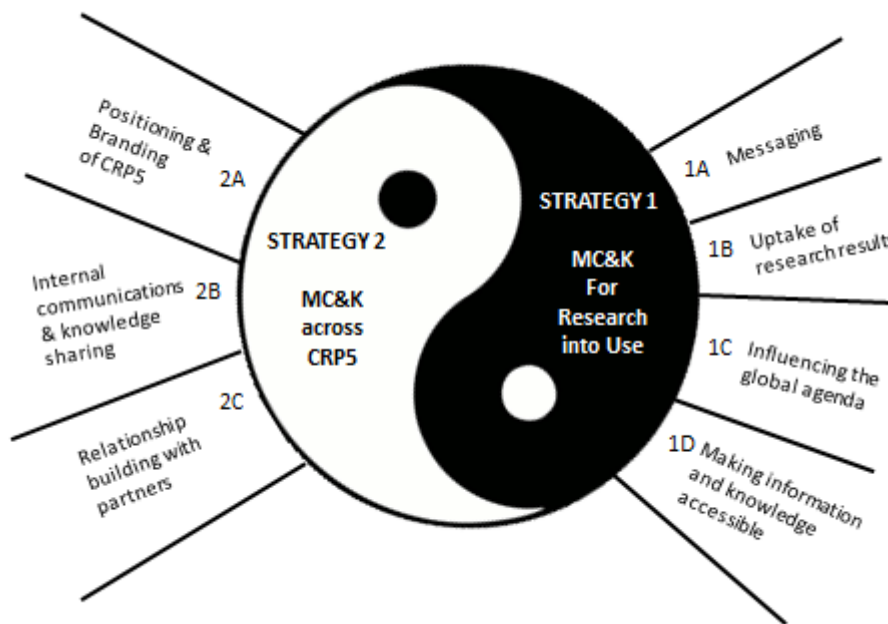 Positioning &
Branding
of CRP5
2A
Internal
communications
& knowledge
sharing
2B
Relationship
building with
partners
2C
STRATEGY 2
MC&K
across
CRP5
STRATEGY 1
MC&K
For
Research
into Use
1A
Messaging
1B
Uptake of
research result
1C
Influencing the
global agenda
1D
Making information
and knowledge
accessible